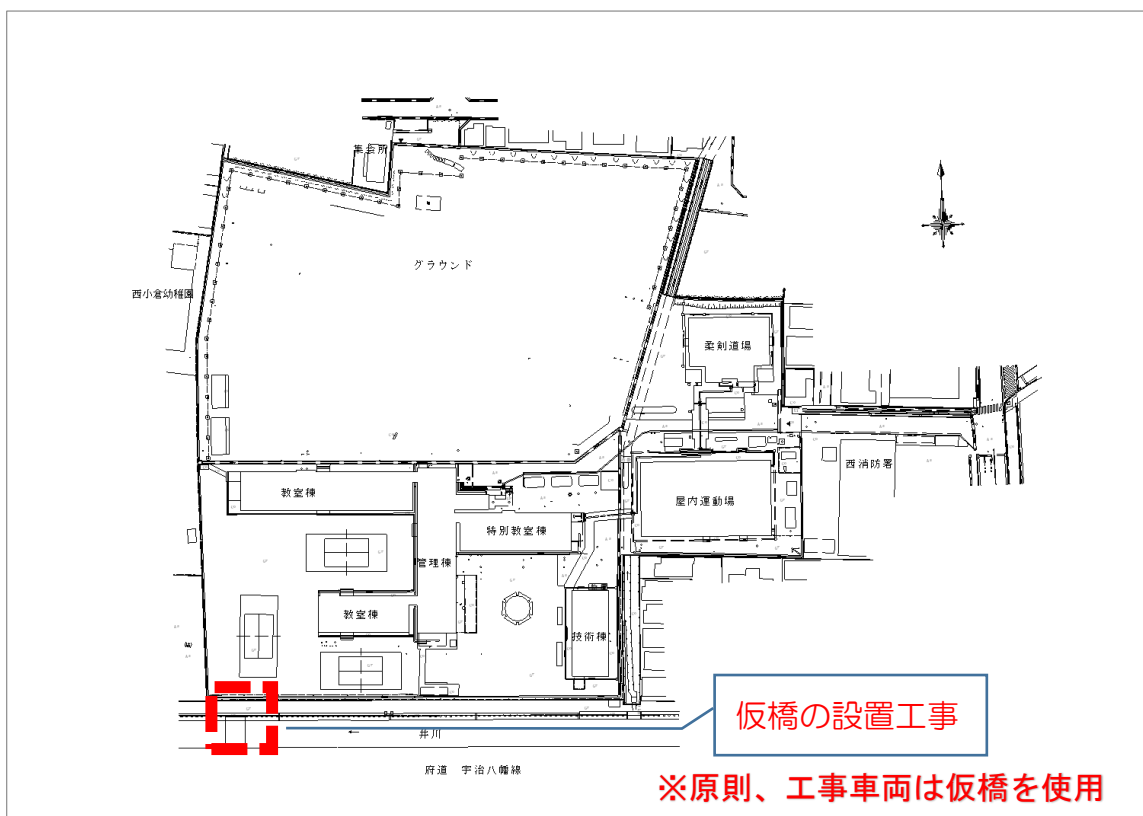 集会所
グラウンド
西小倉幼稚園
柔剣道場
西消防署
教室棟
屋内運動場
特別教室棟
管理棟
教室棟
技術棟
仮橋の設置工事
井川
府道 宇治八幡線
※原則、工事車両は仮橋を使用